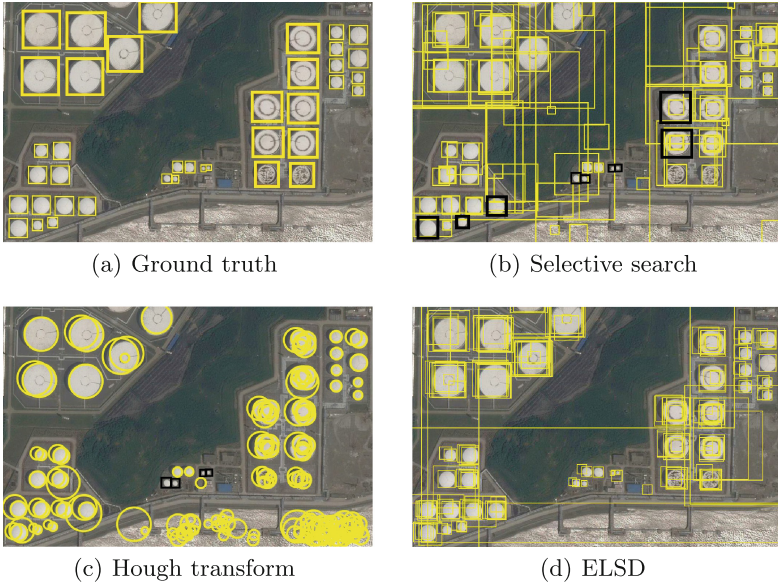 (a) Ground truth
(b) Selective search
(c) Hough transform
(d) ELSD